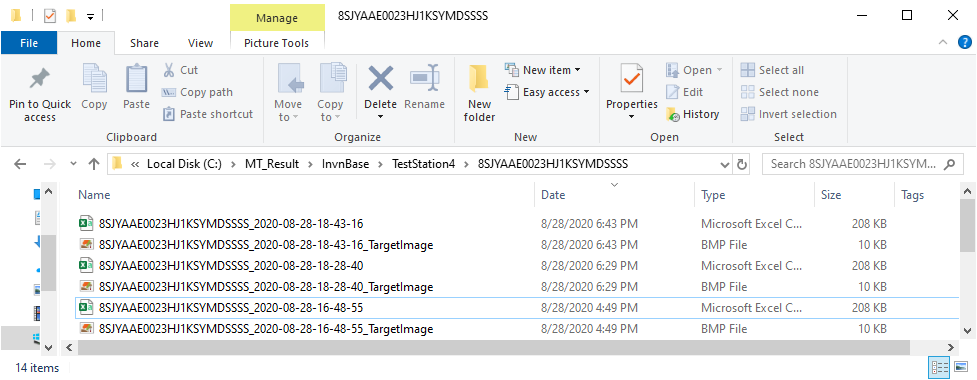 Manage
8SJYAAE0023HJ1KSYMDSSSS
File
Home
Share
View
Picture Tools
Pin to Quick access
Copy
Paste
Cut
Copy path
Paste shortcut
Clipboard
Move to
Copy to
Delete
Rename
Organize
New folder
New item
Easy access
New
Properties
Open
Edit
History
Open
Select all
Select none
Invert selection
Select
« Local Disk (C:) > MT_Result > InvnBase > TestStation4 > 8SJYAAE0023HJ1KSYMDSSSS
Search 8SJYAAE0023HJ1KSYM...
Name Date Type Size Tags
8SJYAAE0023HJ1KSYMDSSSS_2020-08-28-18-43-16 8/28/2020 6:43 PM Microsoft Excel C... 208 KB
8SJYAAE0023HJ1KSYMDSSSS_2020-08-28-18-43-16_TargetImage 8/28/2020 6:43 PM BMP File 10 KB
8SJYAAE0023HJ1KSYMDSSSS_2020-08-28-18-28-40 8/28/2020 6:29 PM Microsoft Excel C... 208 KB
8SJYAAE0023HJ1KSYMDSSSS_2020-08-28-18-28-40_TargetImage 8/28/2020 6:29 PM BMP File 10 KB
8SJYAAE0023HJ1KSYMDSSSS_2020-08-28-16-48-55 8/28/2020 4:49 PM Microsoft Excel C... 208 KB
8SJYAAE0023HJ1KSYMDSSSS_2020-08-28-16-48-55_TargetImage 8/28/2020 4:49 PM BMP File 10 KB
14 items